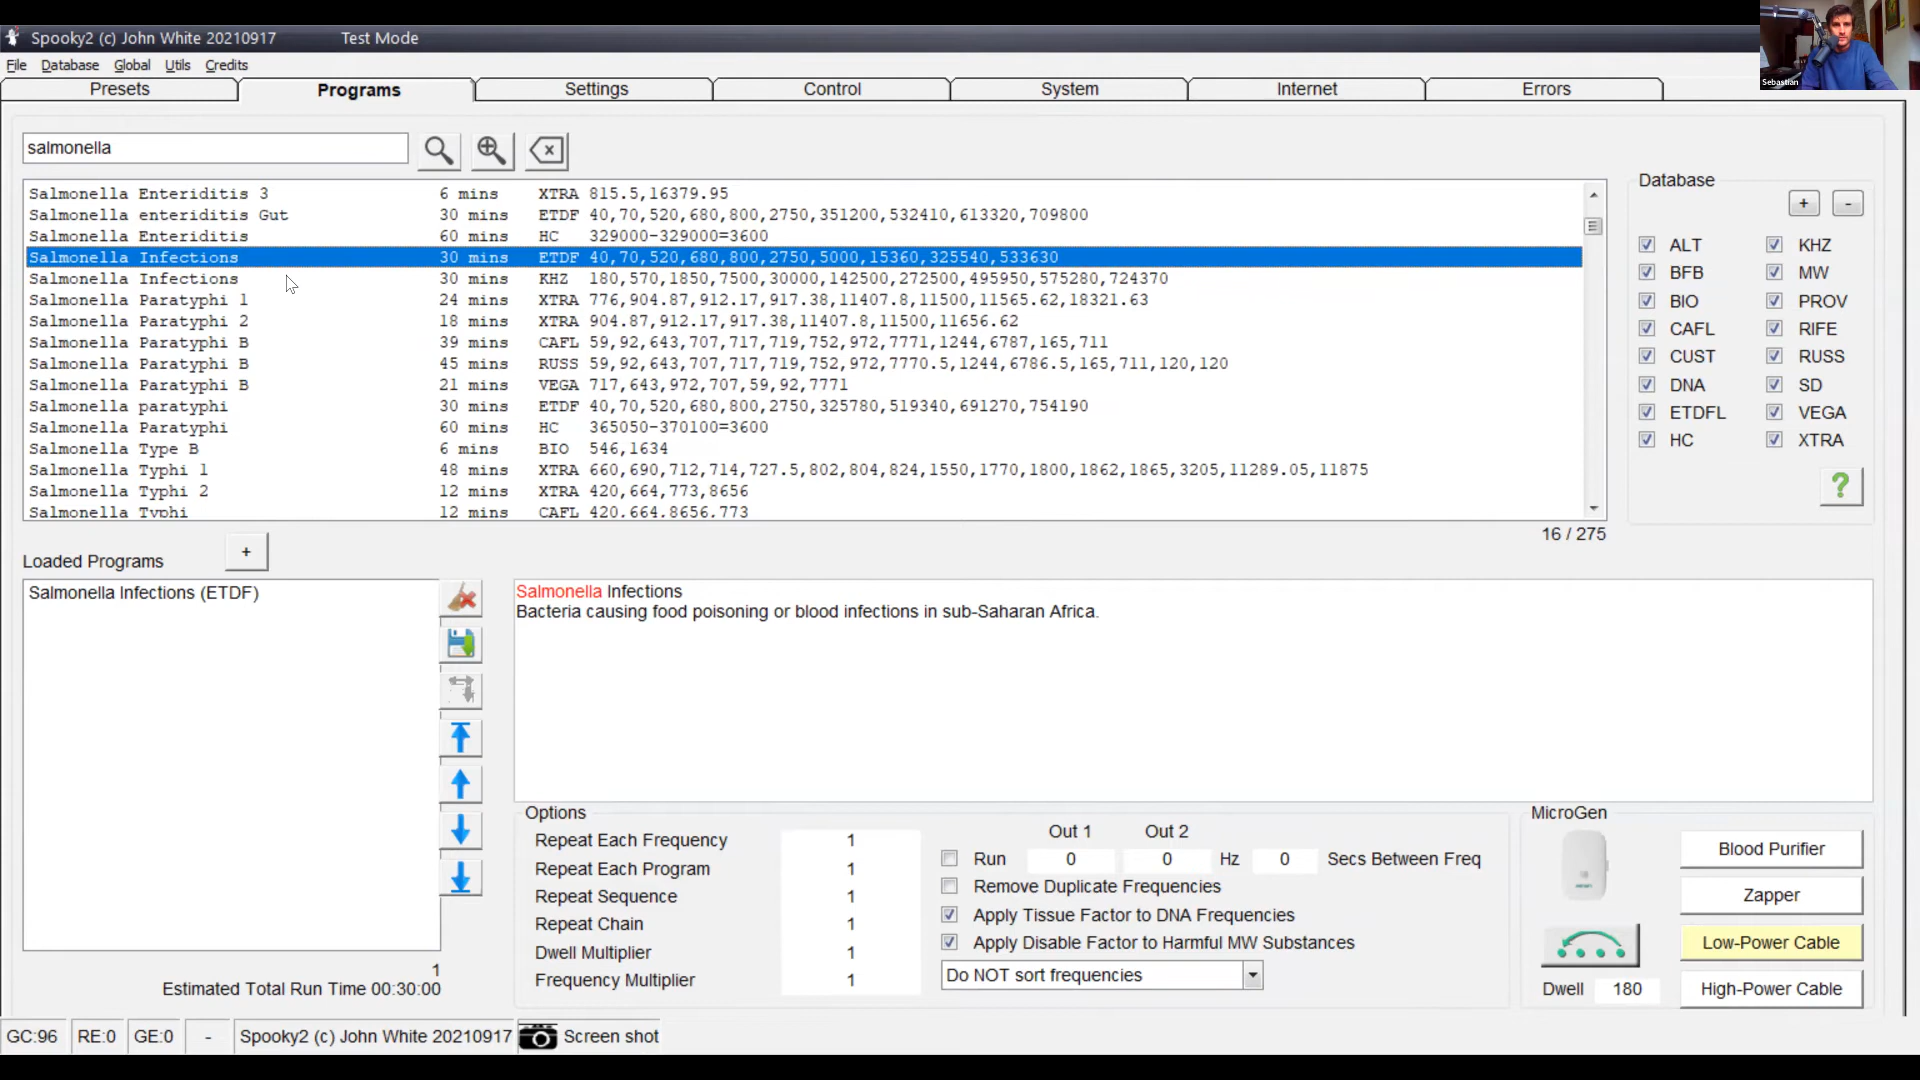 Spooky2 (c) John White 20210917 Test Mode
File Database Global Utils Credits
Sebastian
Presets Programs Settings Control System Internet Errors
salmonella
Salmonella Enteriditis 3 6 mins XTRA 815.5,16379.95
Salmonella enteriditis Gut 30 mins ETDF 40,70,520,680,800,2750,351200,532410,613320,709800
Salmonella Enteriditis 60 mins HC 329000-329000=3600
Salmonella Infections 30 mins ETDF 40,70,520,680,800,2750,5000,15360,325540,533630
Salmonella Infections 30 mins KHZ 180,570,1850,7500,30000,142500,272500,495950,575280,724370
Salmonella Paratyphi 1 24 mins XTRA 776,904.87,912.17,917.38,11407.8,11500,11565.62,18321.63
Salmonella Paratyphi 2 18 mins XTRA 904.87,912.17,917.38,11407.8,11500,11656.62
Salmonella Paratyphi B 39 mins CAFL 59,92,643,707,717,719,752,972,7771,1244,6787,165,711
Salmonella Paratyphi B 45 mins RUSS 59,92,643,707,717,719,752,972,7770.5,1244,6786.5,165,711,120,120
Salmonella Paratyphi B 21 mins VEGA 717,643,972,707,59,92,7771
Salmonella paratyphi 30 mins ETDF 40,70,520,680,800,2750,325780,519340,691270,754190
Salmonella Paratyphi 60 mins HC 365050-370100=3600
Salmonella Type B 6 mins BIO 546,1634
Salmonella Typhi 1 48 mins XTRA 660,690,712,714,727.5,802,804,824,1550,1770,1800,1862,1865,3205,11289.05,11875
Salmonella Typhi 2 12 mins XTRA 420,664,773,8656
Salmonella Typhi 12 mins CAFL 420,664,8656,773
16 / 275
Database
+ -
ALT KHZ
BFB MW
BIO PROV
CAFL RIFE
CUST RUSS
DNA SD
ETDFL VEGA
HC XTRA
?
Loaded Programs +
Salmonella Infections (ETDF)
1
Estimated Total Run Time 00:30:00
Salmonella Infections
Bacteria causing food poisoning or blood infections in sub-Saharan Africa.
Options
Repeat Each Frequency 1
Repeat Each Program 1
Repeat Sequence 1
Repeat Chain 1
Dwell Multiplier 1
Frequency Multiplier 1
Out 1 Out 2
Run 0 0 Hz 0 Secs Between Freq
Remove Duplicate Frequencies
Apply Tissue Factor to DNA Frequencies
Apply Disable Factor to Harmful MW Substances
Do NOT sort frequencies
MicroGen
Blood Purifier
Zapper
Low-Power Cable
Dwell 180 High-Power Cable
GC:96 RE:0 GE:0 - Spooky2 (c) John White 20210917 Screen shot